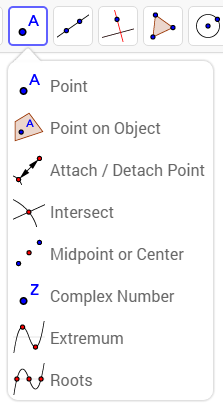 A
A Point
A Point on Object
Attach / Detach Point
Intersect
Midpoint or Center
Z Complex Number
Extremum
Roots